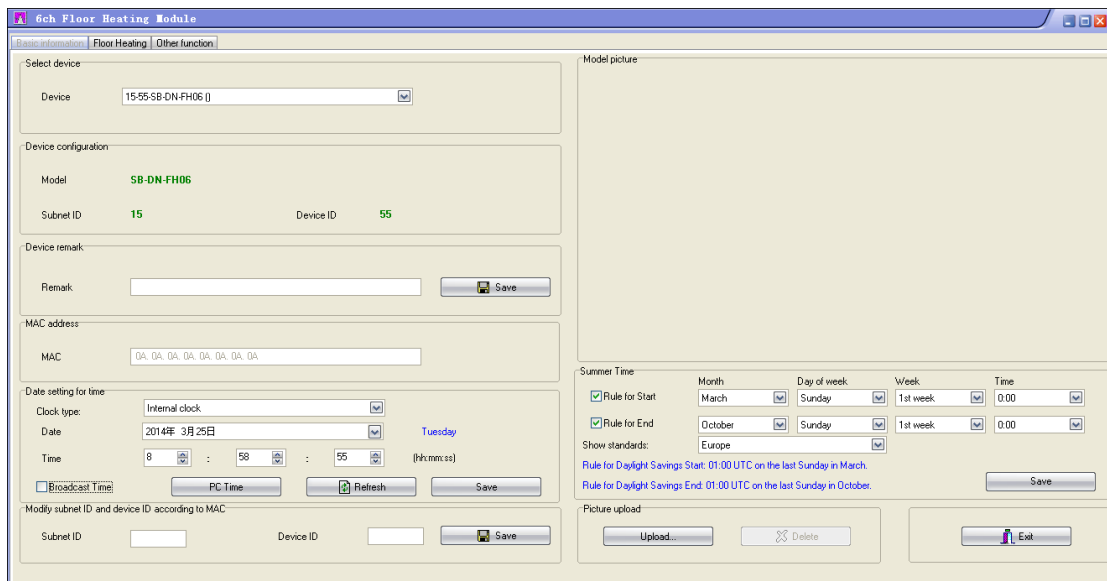 6ch Floor Heating Module
Basic information Floor Heating Other function
Select device
Device 15-55-SB-DN-FH06 ()
Device configuration
Model SB-DN-FH06
Subnet ID 15 Device ID 55
Device remark
Remark Save
MAC address
MAC 0A. 0A. 0A. 0A. 0A. 0A. 0A. 0A
Date setting for time
Clock type: Internal clock
Date 2014年 3月25日 Tuesday
Time 8 : 58 : 55 (hh:mm:ss)
Broadcast Time PC Time Refresh Save
Modify subnet ID and device ID according to MAC
Subnet ID Device ID Save
Model picture
Summer Time
Month Day of week Week Time
Rule for Start March Sunday 1st week 0:00
Rule for End October Sunday 1st week 0:00
Show standards: Europe
Rule for Daylight Savings Start: 01:00 UTC on the last Sunday in March.
Rule for Daylight Savings End: 01:00 UTC on the last Sunday in October.
Save
Picture upload
Upload... Delete Exit